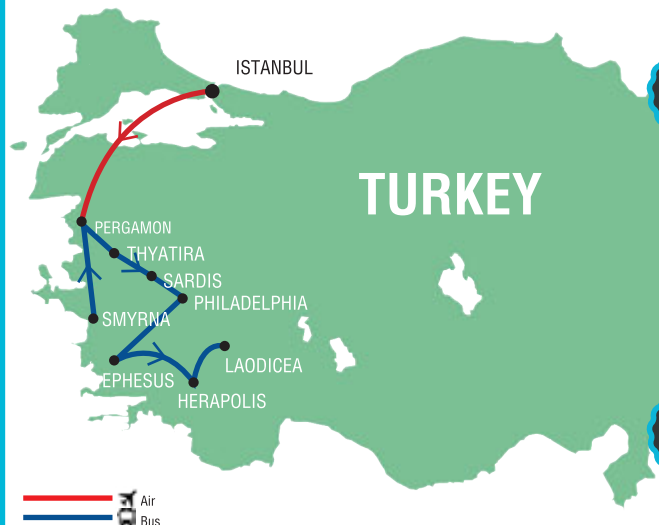 ISTANBUL
TURKEY
PERGAMON
THYATIRA
SARDIS
PHILADELPHIA
SMYRNA
LAODICEA
EPHESUS
HERAPOLIS
Air
Bus